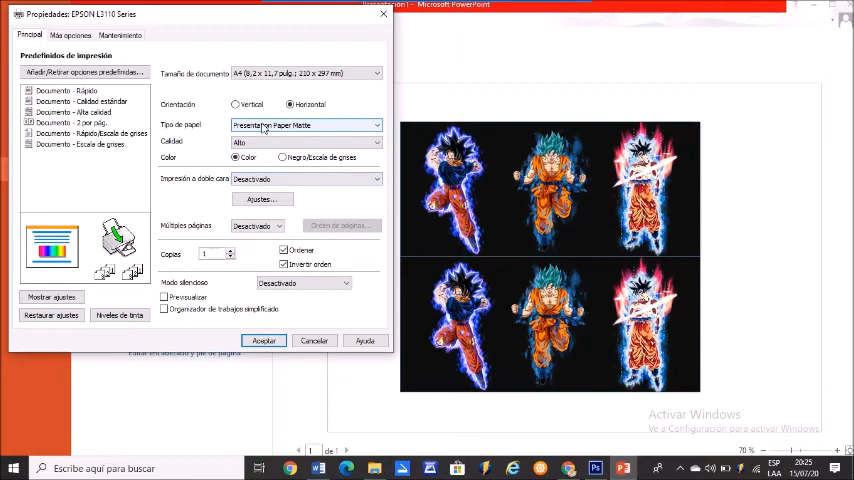 Presentación1 - PowerPoint
Propiedades: EPSON L3110 Series
Principal
Más opciones
Mantenimiento
Predefinidos de impresión
Añadir/Retirar opciones predefinidas...
Documento - Rápido
Documento - Calidad estándar
Documento - Alta calidad
Documento - 2 por pág.
Documento - Rápido/Escala de grises
Documento - Escala de grises
Mostrar ajustes
Restaurar ajustes
Niveles de tinta
Tamaño de documento
A4 (8,2 x 11,7 pulg.; 210 x 297 mm)
Orientación
Vertical
Horizontal
Tipo de papel
Presentation Paper Matte
Calidad
Alto
Color
Color
Negro/Escala de grises
Impresión a doble cara
Desactivado
Ajustes...
Múltiples páginas
Desactivado
Orden de páginas...
Copias
1
Ordenar
Invertir orden
Modo silencioso
Desactivado
Previsualizar
Organizador de trabajos simplificado
Aceptar
Cancelar
Ayuda
Editar encabezado y pie de página
Activar Windows
Ve a Configuración para activar Windows.
1
de 1
70 %
Escribe aquí para buscar
ESP
LAA
20:25
15/07/20